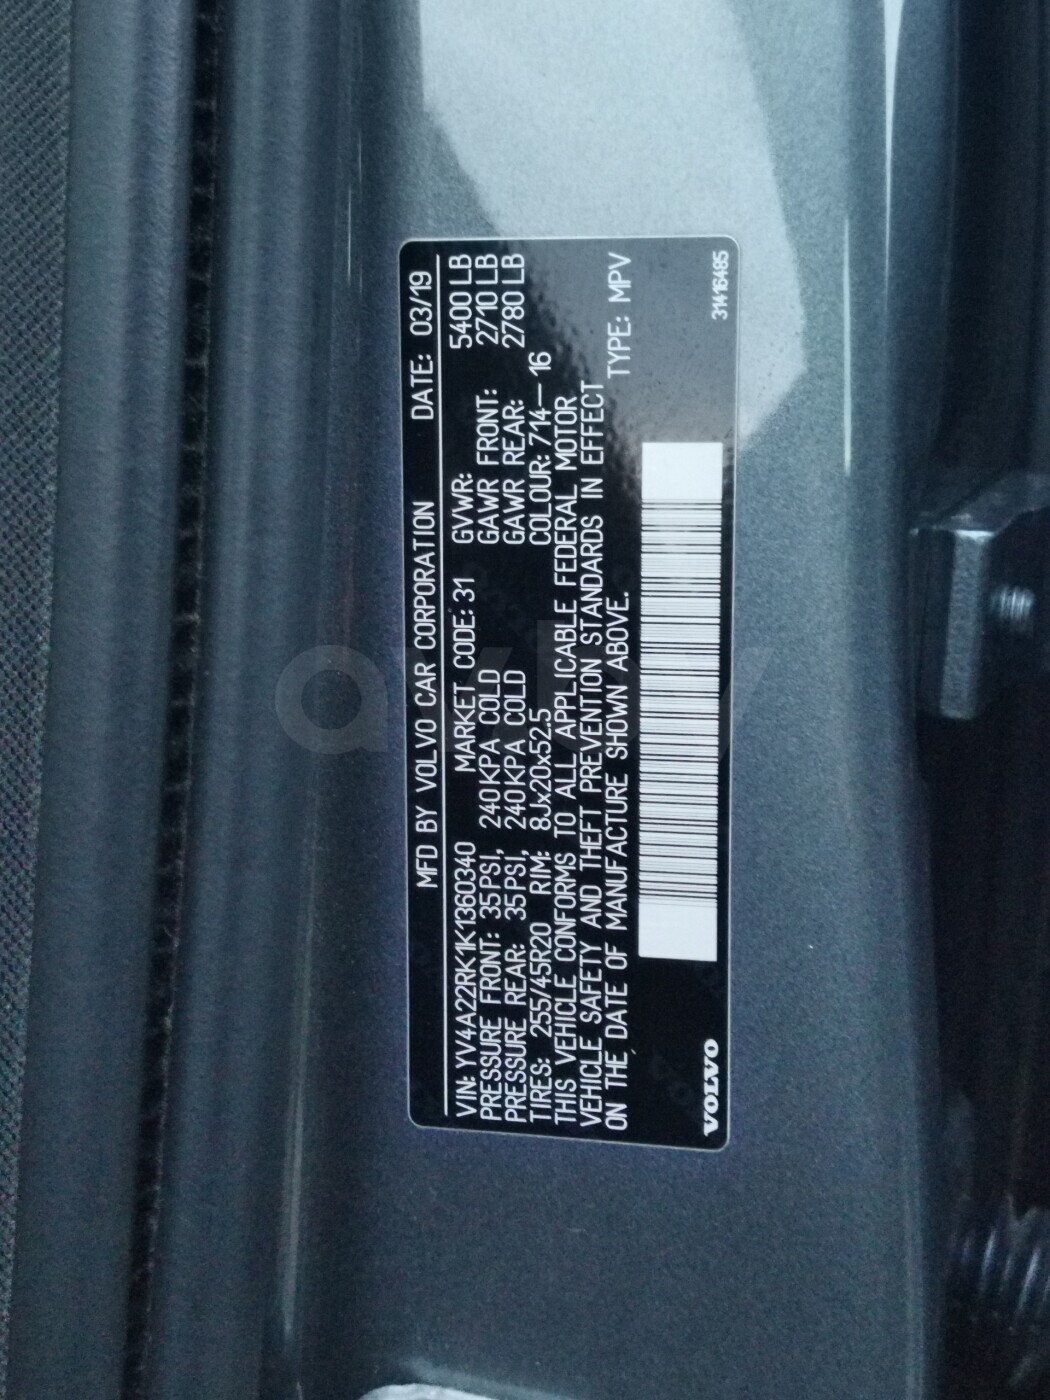 MFD BY VOLVO CAR CORPORATION DATE: 03/19
VIN: YV4A22RK1K1360340 MARKET CODE: 31 GVWR: 5400 LB
PRESSURE FRONT: 35PSI, 240KPA COLD GAWR FRONT: 2710 LB
PRESSURE REAR: 35PSI, 240KPA COLD GAWR REAR: 2780 LB
TIRES: 255/45R20 RIM: 8Jx20x52.5 COLOUR: 714-16
THIS VEHICLE CONFORMS TO ALL APPLICABLE FEDERAL MOTOR
VEHICLE SAFETY AND THEFT PREVENTION STANDARDS IN EFFECT
ON THE DATE OF MANUFACTURE SHOWN ABOVE. TYPE: MPV
VOLVO 31416485